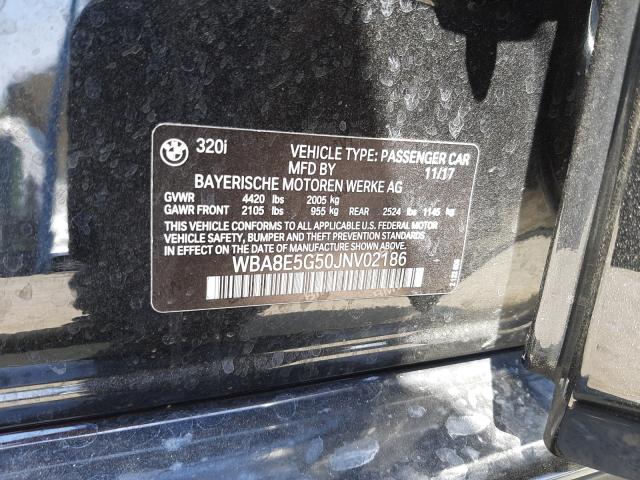 320i VEHICLE TYPE: PASSENGER CAR
MFD BY 11/17
BAYERISCHE MOTOREN WERKE AG
GVWR 4420 lbs 2005 kg
GAWR FRONT 2105 lbs 955 kg REAR 2524 lbs 1145 kg
THIS VEHICLE CONFORMS TO ALL APPLICABLE U.S. FEDERAL MOTOR
VEHICLE SAFETY, BUMPER AND THEFT PREVENTION STANDARDS
IN EFFECT ON THE DATE OF MANUFACTURE SHOWN ABOVE.
WBA8E5G50JNV02186